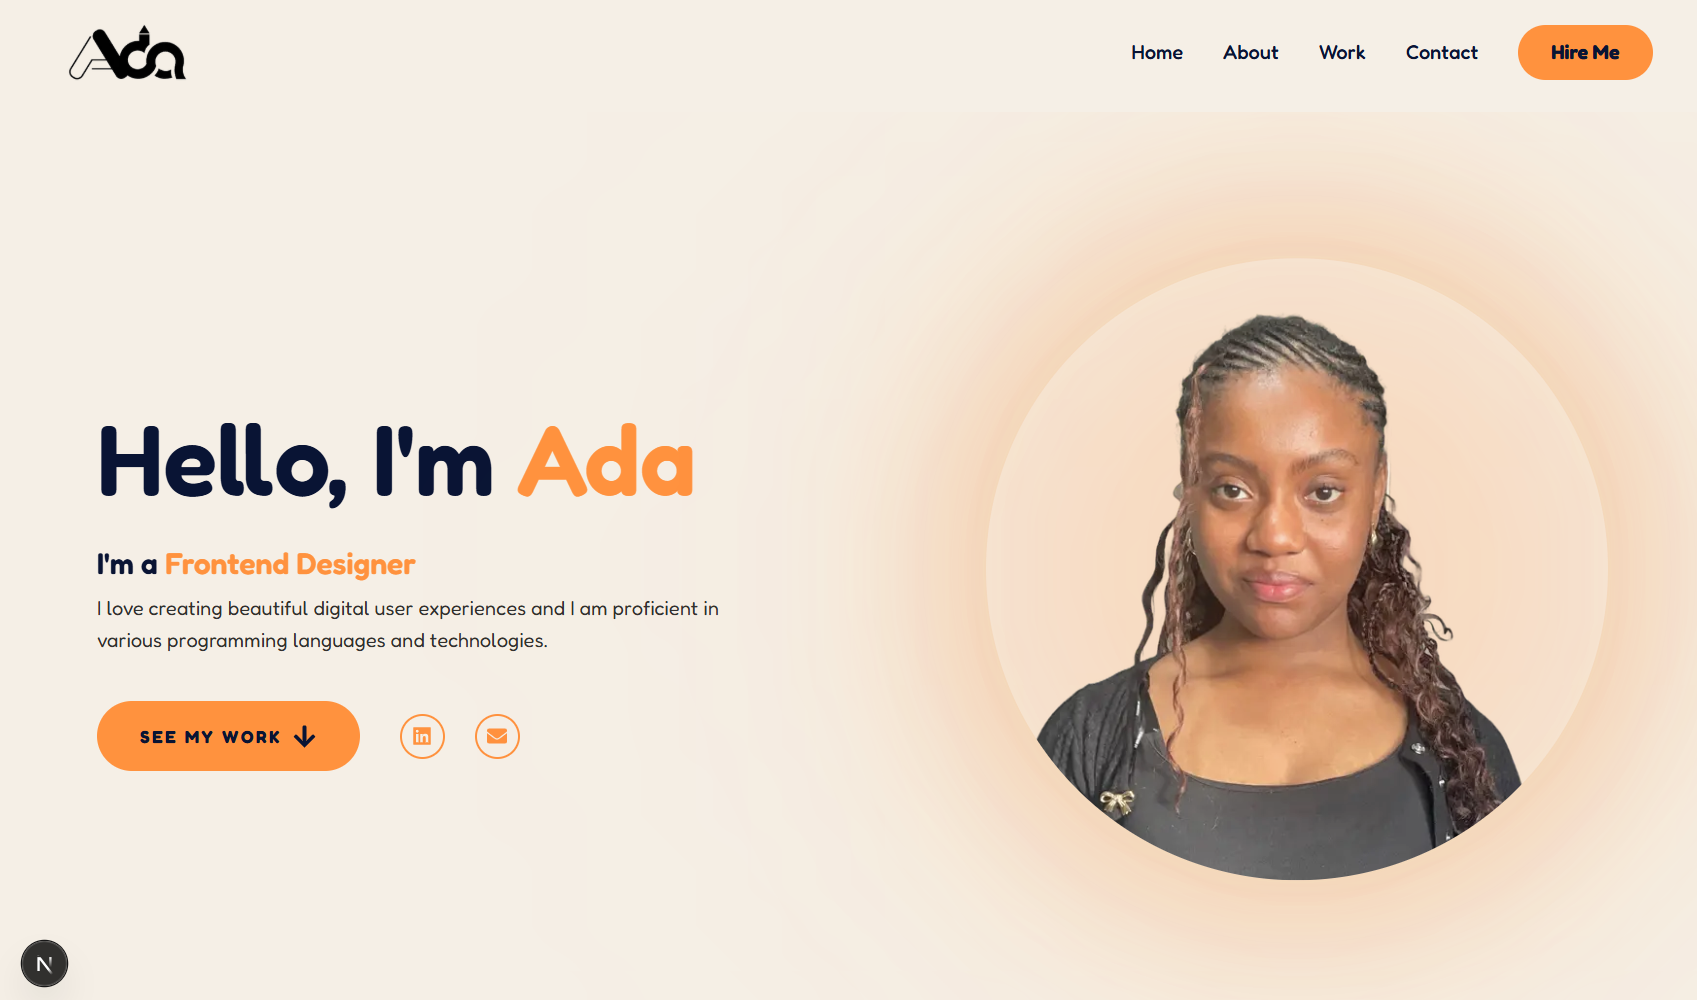 Ada
Home About Work Contact Hire Me
Hello, I'm Ada
I'm a Frontend Designer
I love creating beautiful digital user experiences and I am proficient in
various programming languages and technologies.
SEE MY WORK
in
N